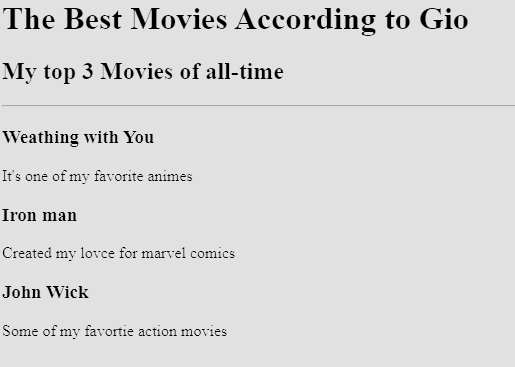 The Best Movies According to Gio
My top 3 Movies of all-time
Weathing with You
It's one of my favorite animes
Iron man
Created my lovce for marvel comics
John Wick
Some of my favortie action movies